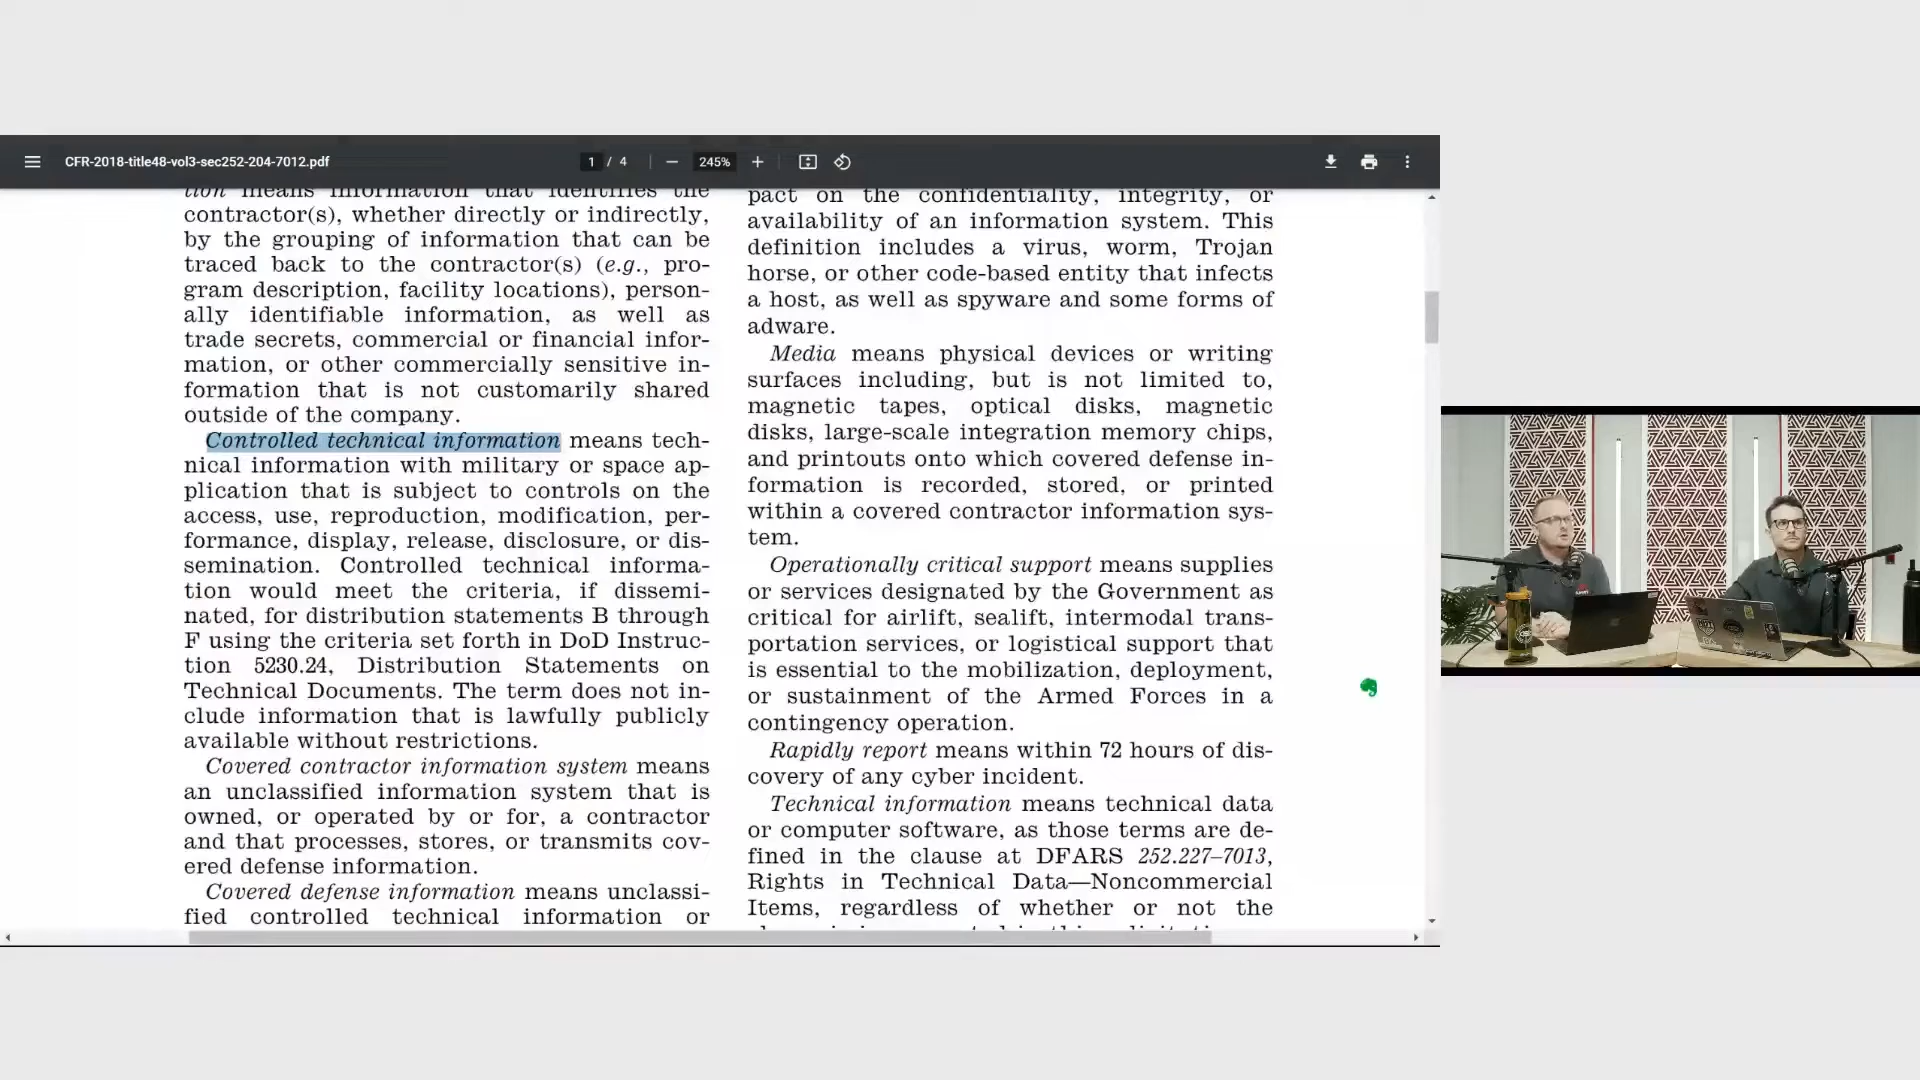 CFR-2018-title48-vol3-sec252-204-7012.pdf
1 / 4
245%
tion means information that identifies the
contractor(s), whether directly or indirectly,
by the grouping of information that can be
traced back to the contractor(s) (e.g., pro-
gram description, facility locations), person-
ally identifiable information, as well as
trade secrets, commercial or financial infor-
mation, or other commercially sensitive in-
formation that is not customarily shared
outside of the company.
Controlled technical information means tech-
nical information with military or space ap-
plication that is subject to controls on the
access, use, reproduction, modification, per-
formance, display, release, disclosure, or dis-
semination. Controlled technical informa-
tion would meet the criteria, if dissemi-
nated, for distribution statements B through
F using the criteria set forth in DoD Instruc-
tion 5230.24, Distribution Statements on
Technical Documents. The term does not in-
clude information that is lawfully publicly
available without restrictions.
Covered contractor information system means
an unclassified information system that is
owned, or operated by or for, a contractor
and that processes, stores, or transmits cov-
ered defense information.
Covered defense information means unclassi-
fied controlled technical information or
pact on the confidentiality, integrity, or
availability of an information system. This
definition includes a virus, worm, Trojan
horse, or other code-based entity that infects
a host, as well as spyware and some forms of
adware.
Media means physical devices or writing
surfaces including, but is not limited to,
magnetic tapes, optical disks, magnetic
disks, large-scale integration memory chips,
and printouts onto which covered defense in-
formation is recorded, stored, or printed
within a covered contractor information sys-
tem.
Operationally critical support means supplies
or services designated by the Government as
critical for airlift, sealift, intermodal trans-
portation services, or logistical support that
is essential to the mobilization, deployment,
or sustainment of the Armed Forces in a
contingency operation.
Rapidly report means within 72 hours of dis-
covery of any cyber incident.
Technical information means technical data
or computer software, as those terms are de-
fined in the clause at DFARS 252.227–7013,
Rights in Technical Data—Noncommercial
Items, regardless of whether or not the